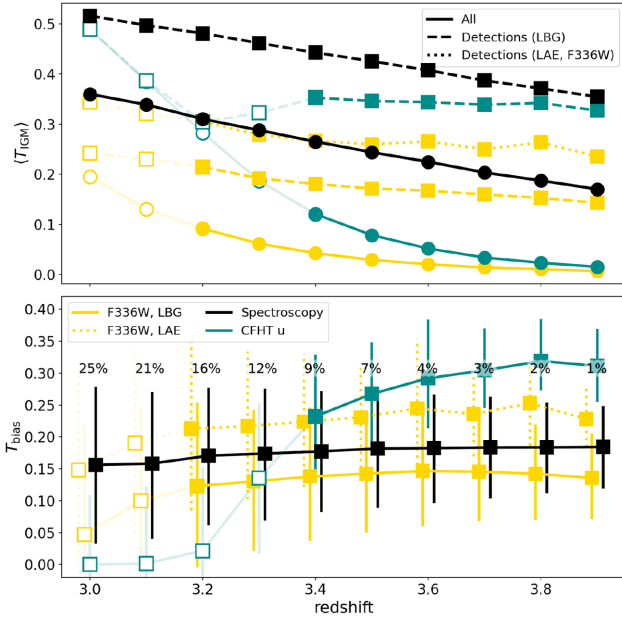 0.5
0.4
0.3
0.2
0.1
0.0
⟨T_IGM⟩
All
Detections (LBG)
Detections (LAE, F336W)
0.40
0.35
0.30
0.25
0.20
0.15
0.10
0.05
0.00
T_bias
F336W, LBG
F336W, LAE
Spectroscopy
CFHT u
25% 21% 16% 12% 9% 7% 4% 3% 2% 1%
3.0 3.2 3.4 3.6 3.8
redshift